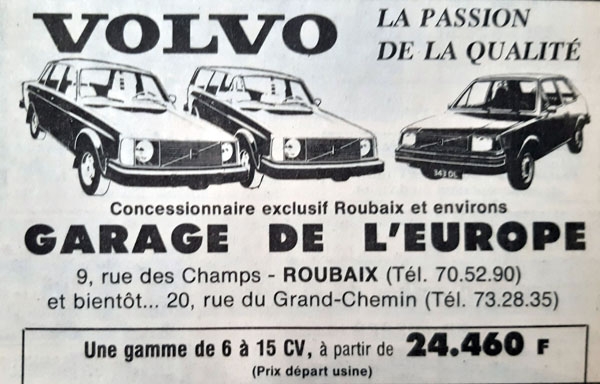 VOLVO
LA PASSION
DE LA QUALITÉ
343 DL
Concessionnaire exclusif Roubaix et environs
GARAGE DE L'EUROPE
9, rue des Champs - ROUBAIX (Tél. 70.52.90)
et bientôt... 20, rue du Grand-Chemin (Tél. 73.28.35)
Une gamme de 6 à 15 CV, à partir de 24.460 F
(Prix départ usine)